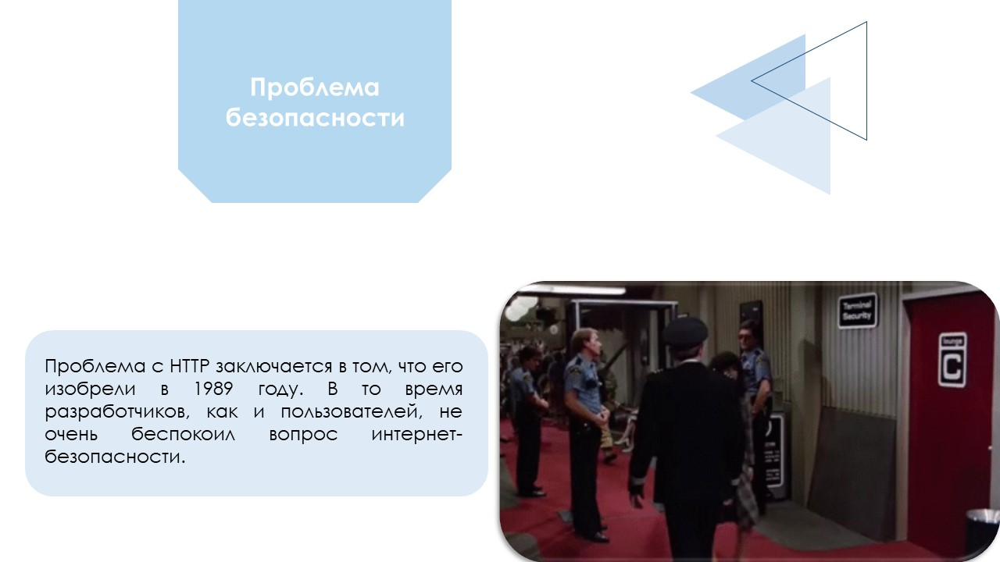 Проблема
безопасности
Проблема с HTTP заключается в том, что его
изобрели в 1989 году. В то время
разработчиков, как и пользователей, не
очень беспокоил вопрос интернет-
безопасности.
Terminal
Security
lounge
C